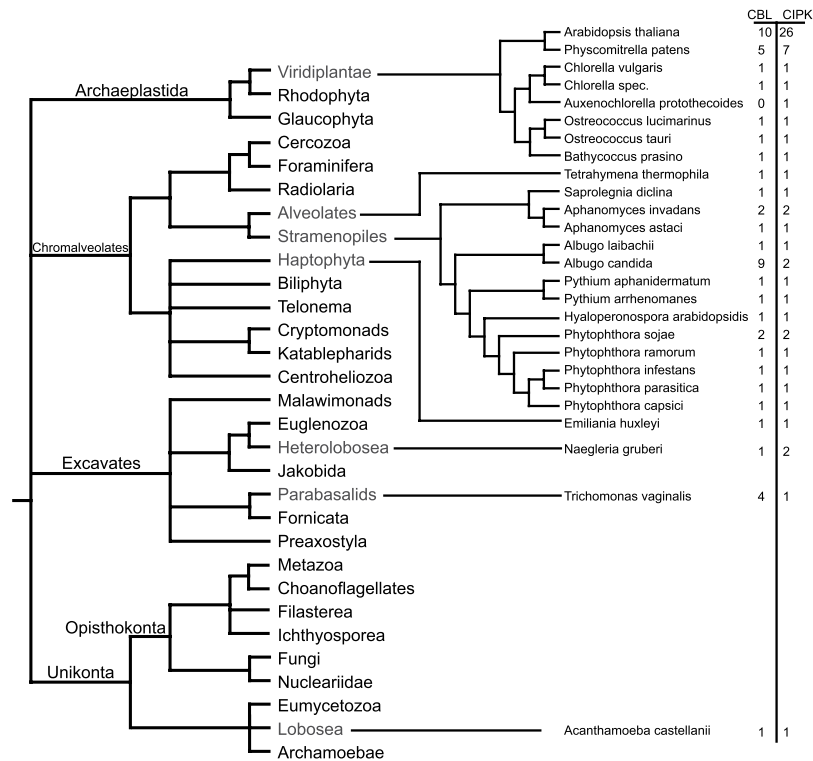 CBL CIPK
Arabidopsis thaliana 10 26
Physcomitrella patens 5 7
Chlorella vulgaris 1 1
Chlorella spec. 1 1
Auxenochlorella protothecoides 0 1
Ostreococcus lucimarinus 1 1
Ostreococcus tauri 1 1
Bathycoccus prasino 1 1
Tetrahymena thermophila 1 1
Saprolegnia diclina 1 1
Aphanomyces invadans 2 2
Aphanomyces astaci 1 1
Albugo laibachii 1 1
Albugo candida 9 2
Pythium aphanidermatum 1 1
Pythium arrhenomanes 1 1
Hyaloperonospora arabidopsidis 1 1
Phytophthora sojae 2 2
Phytophthora ramorum 1 1
Phytophthora infestans 1 1
Phytophthora parasitica 1 1
Phytophthora capsici 1 1
Emiliania huxleyi 1 1
Naegleria gruberi 1 2
Trichomonas vaginalis 4 1
Acanthamoeba castellanii 1 1
Archaeplastida
Viridiplantae
Rhodophyta
Glaucophyta
Chromalveolates
Cercozoa
Foraminifera
Radiolaria
Alveolates
Stramenopiles
Haptophyta
Biliphyta
Telonema
Cryptomonads
Katablepharids
Centroheliozoa
Excavates
Malawimonads
Euglenozoa
Heterolobosea
Jakobida
Parabasalids
Fornicata
Preaxostyla
Unikonta
Opisthokonta
Metazoa
Choanoflagellates
Filasterea
Ichthyosporea
Fungi
Nucleariidae
Eumycetozoa
Lobosea
Archamoebae